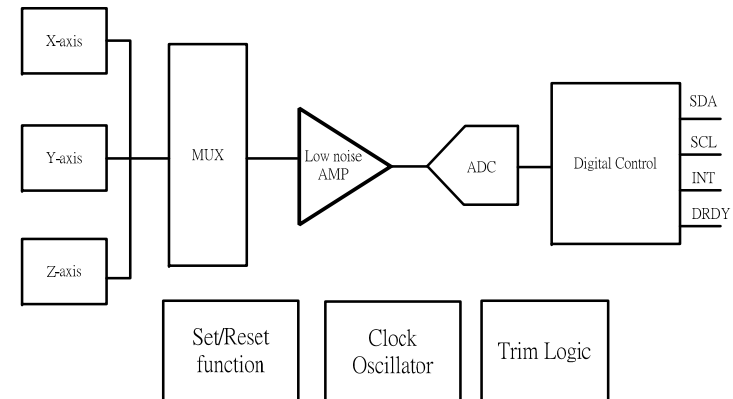 X-axis
Y-axis
Z-axis
MUX
Low noise
AMP
ADC
Digital Control
SDA
SCL
INT
DRDY
Set/Reset
function
Clock
Oscillator
Trim Logic